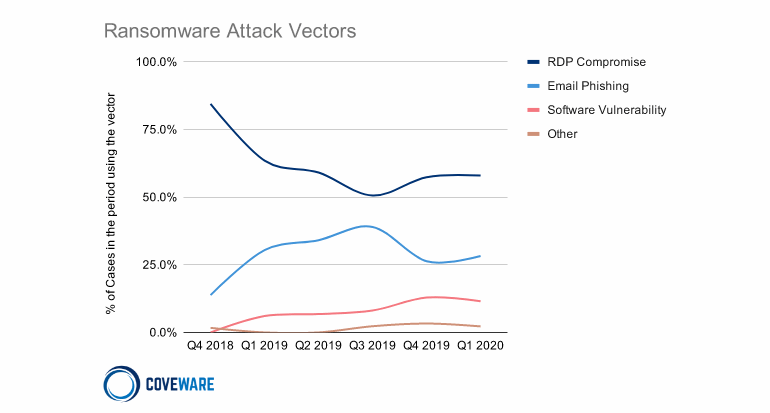 Ransomware Attack Vectors
100.0%
75.0%
50.0%
25.0%
0.0%
% of Cases in the period using the vector
Q4 2018 Q1 2019 Q2 2019 Q3 2019 Q4 2019 Q1 2020
RDP Compromise
Email Phishing
Software Vulnerability
Other
COVEWARE